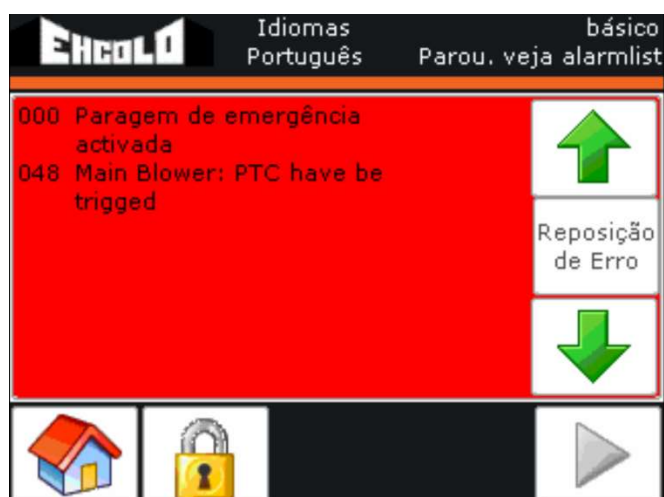 EHCOLO
Idiomas
Português
básico
Parou. veja alarmlist
000 Paragem de emergência
activada
048 Main Blower: PTC have be
trigged
Reposição
de Erro